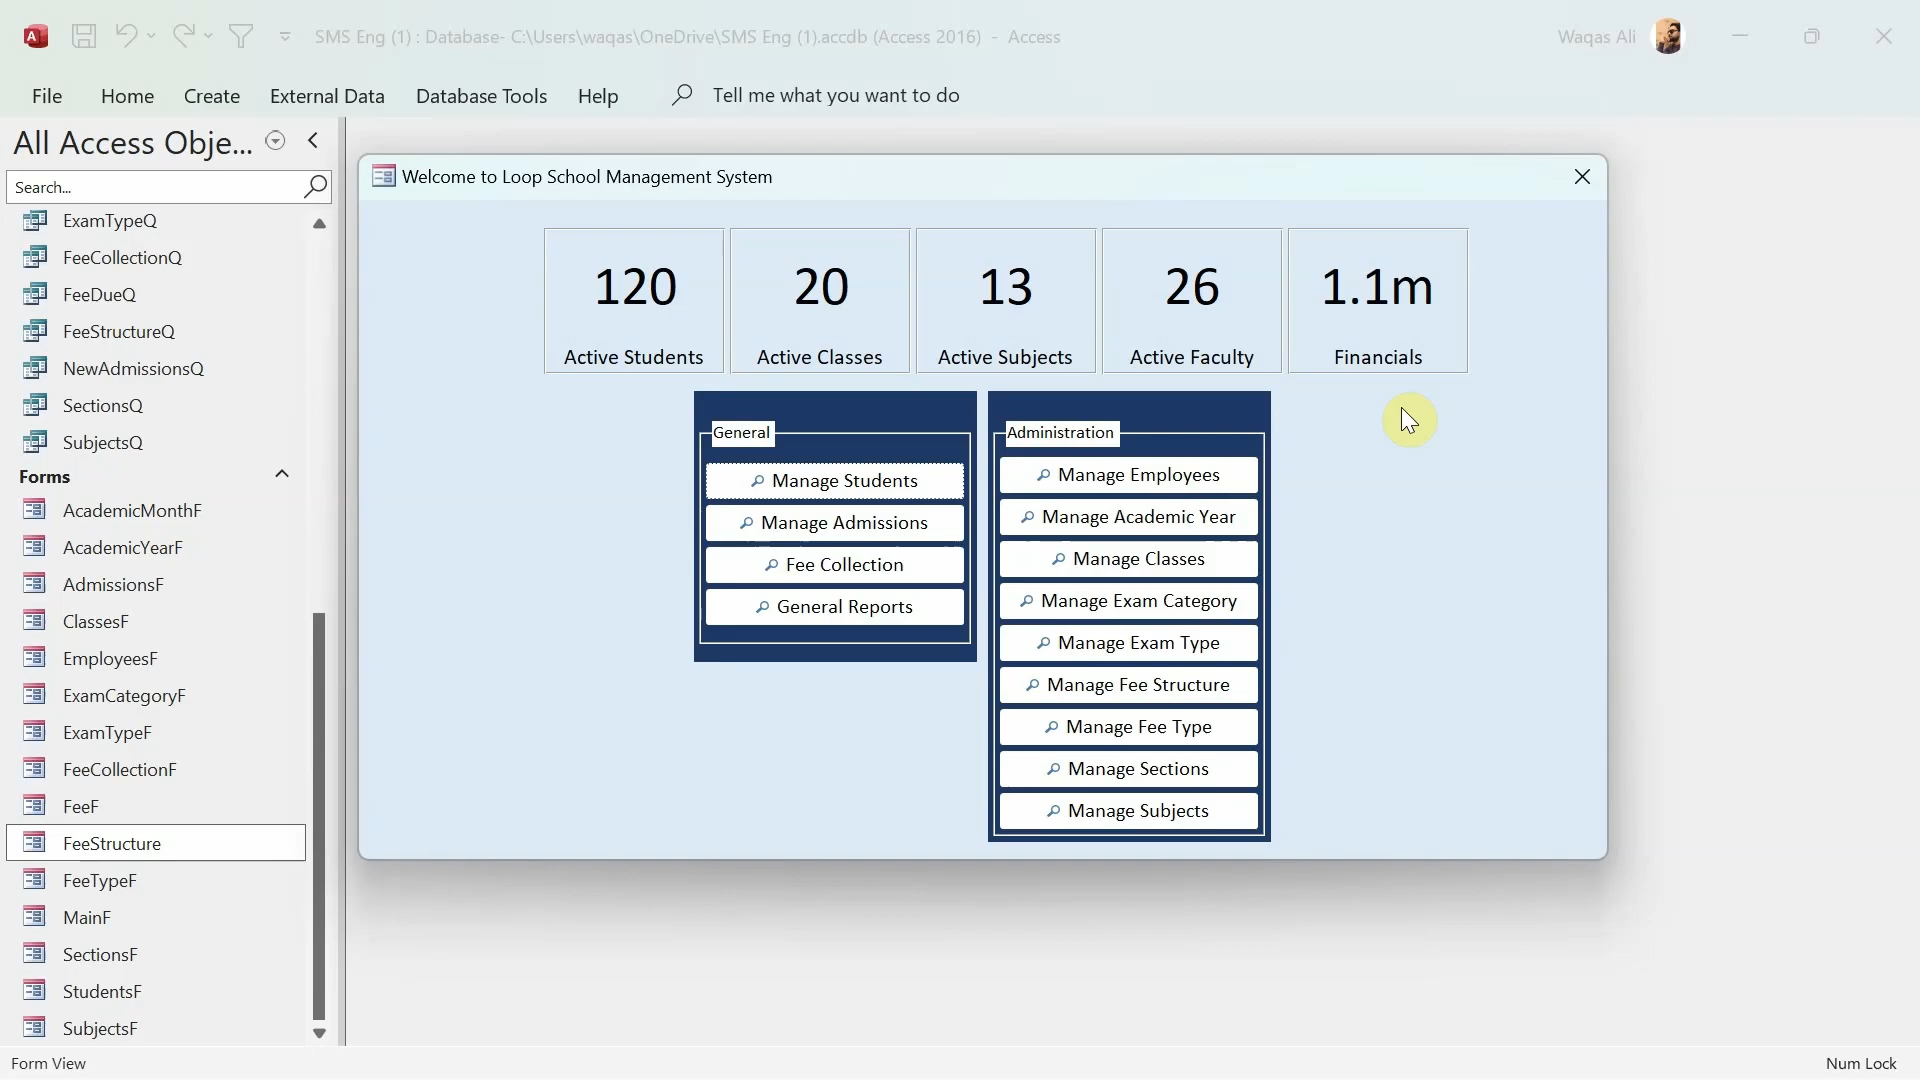 SMS Eng (1) : Database- C:\Users\waqas\OneDrive\SMS Eng (1).accdb (Access 2016) - Access
Waqas Ali
File Home Create External Data Database Tools Help Tell me what you want to do
All Access Obje...
Search...
ExamTypeQ
FeeCollectionQ
FeeDueQ
FeeStructureQ
NewAdmissionsQ
SectionsQ
SubjectsQ
Forms
AcademicMonthF
AcademicYearF
AdmissionsF
ClassesF
EmployeesF
ExamCategoryF
ExamTypeF
FeeCollectionF
FeeF
FeeStructure
FeeTypeF
MainF
SectionsF
StudentsF
SubjectsF
Welcome to Loop School Management System
120 20 13 26 1.1m
Active Students Active Classes Active Subjects Active Faculty Financials
General
Manage Students
Manage Admissions
Fee Collection
General Reports
Administration
Manage Employees
Manage Academic Year
Manage Classes
Manage Exam Category
Manage Exam Type
Manage Fee Structure
Manage Fee Type
Manage Sections
Manage Subjects
Form View
Num Lock